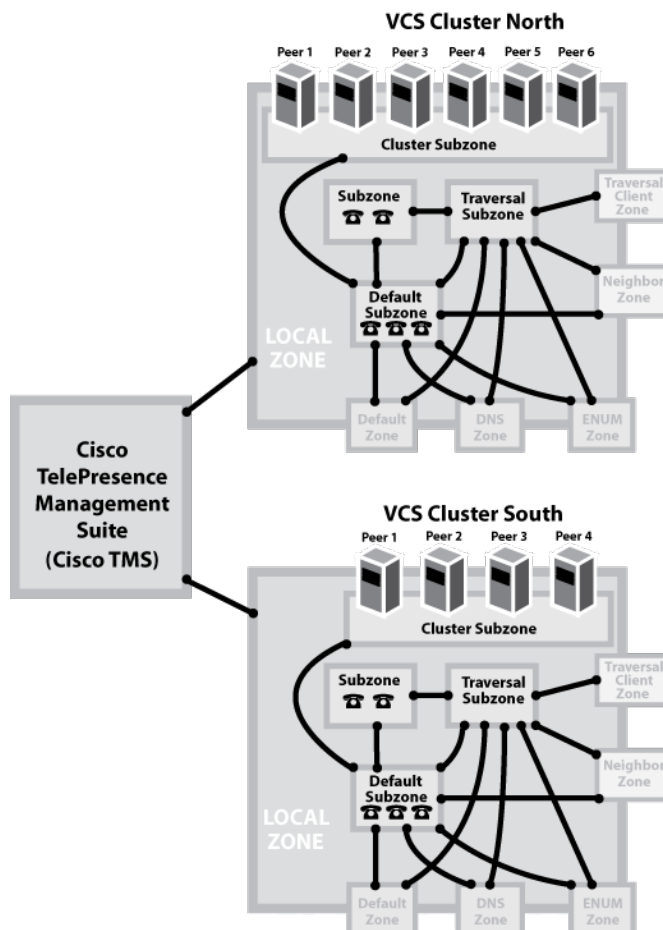 VCS Cluster North
Peer 1 Peer 2 Peer 3 Peer 4 Peer 5 Peer 6
Cluster Subzone
Subzone
Traversal
Subzone
Traversal
Client
Zone
Neighbor
Zone
Default
Subzone
LOCAL
ZONE
Default
Zone
DNS
Zone
ENUM
Zone
Cisco
TelePresence
Management
Suite
(Cisco TMS)
VCS Cluster South
Peer 1 Peer 2 Peer 3 Peer 4
Cluster Subzone
Subzone
Traversal
Subzone
Traversal
Client
Zone
Neighbor
Zone
Default
Subzone
LOCAL
ZONE
Default
Zone
DNS
Zone
ENUM
Zone